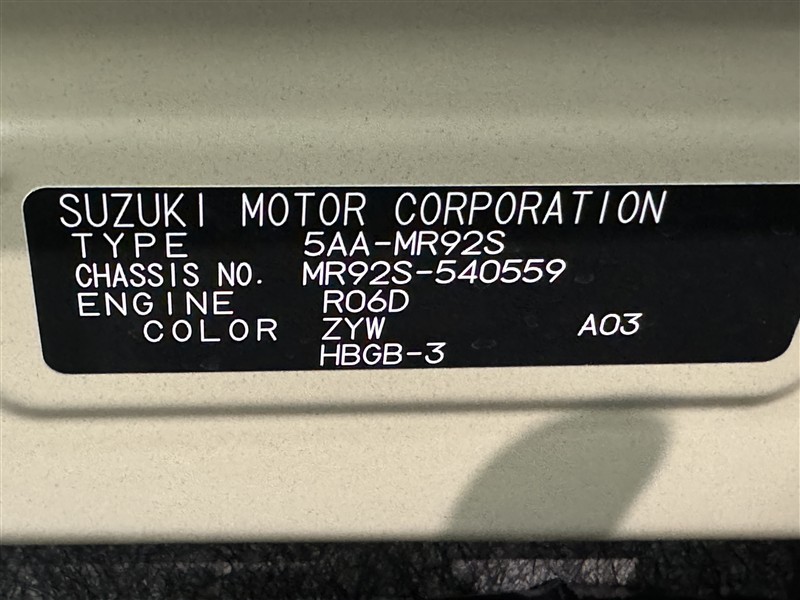 SUZUKI MOTOR CORPORATION
TYPE 5AA-MR92S
CHASSIS NO. MR92S-540559
ENGINE R06D
COLOR ZYW A03
HBGB-3